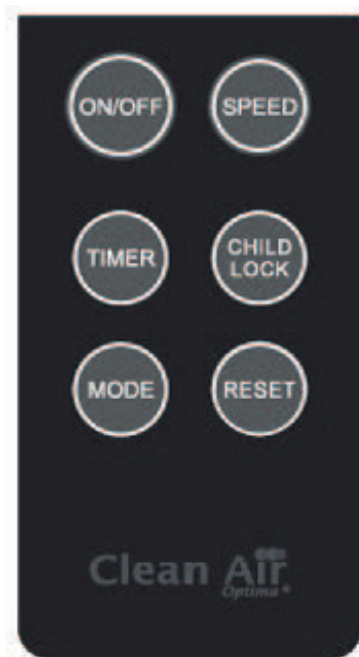 ON/OFF SPEED
TIMER CHILD LOCK
MODE RESET
Clean Air
Optima®